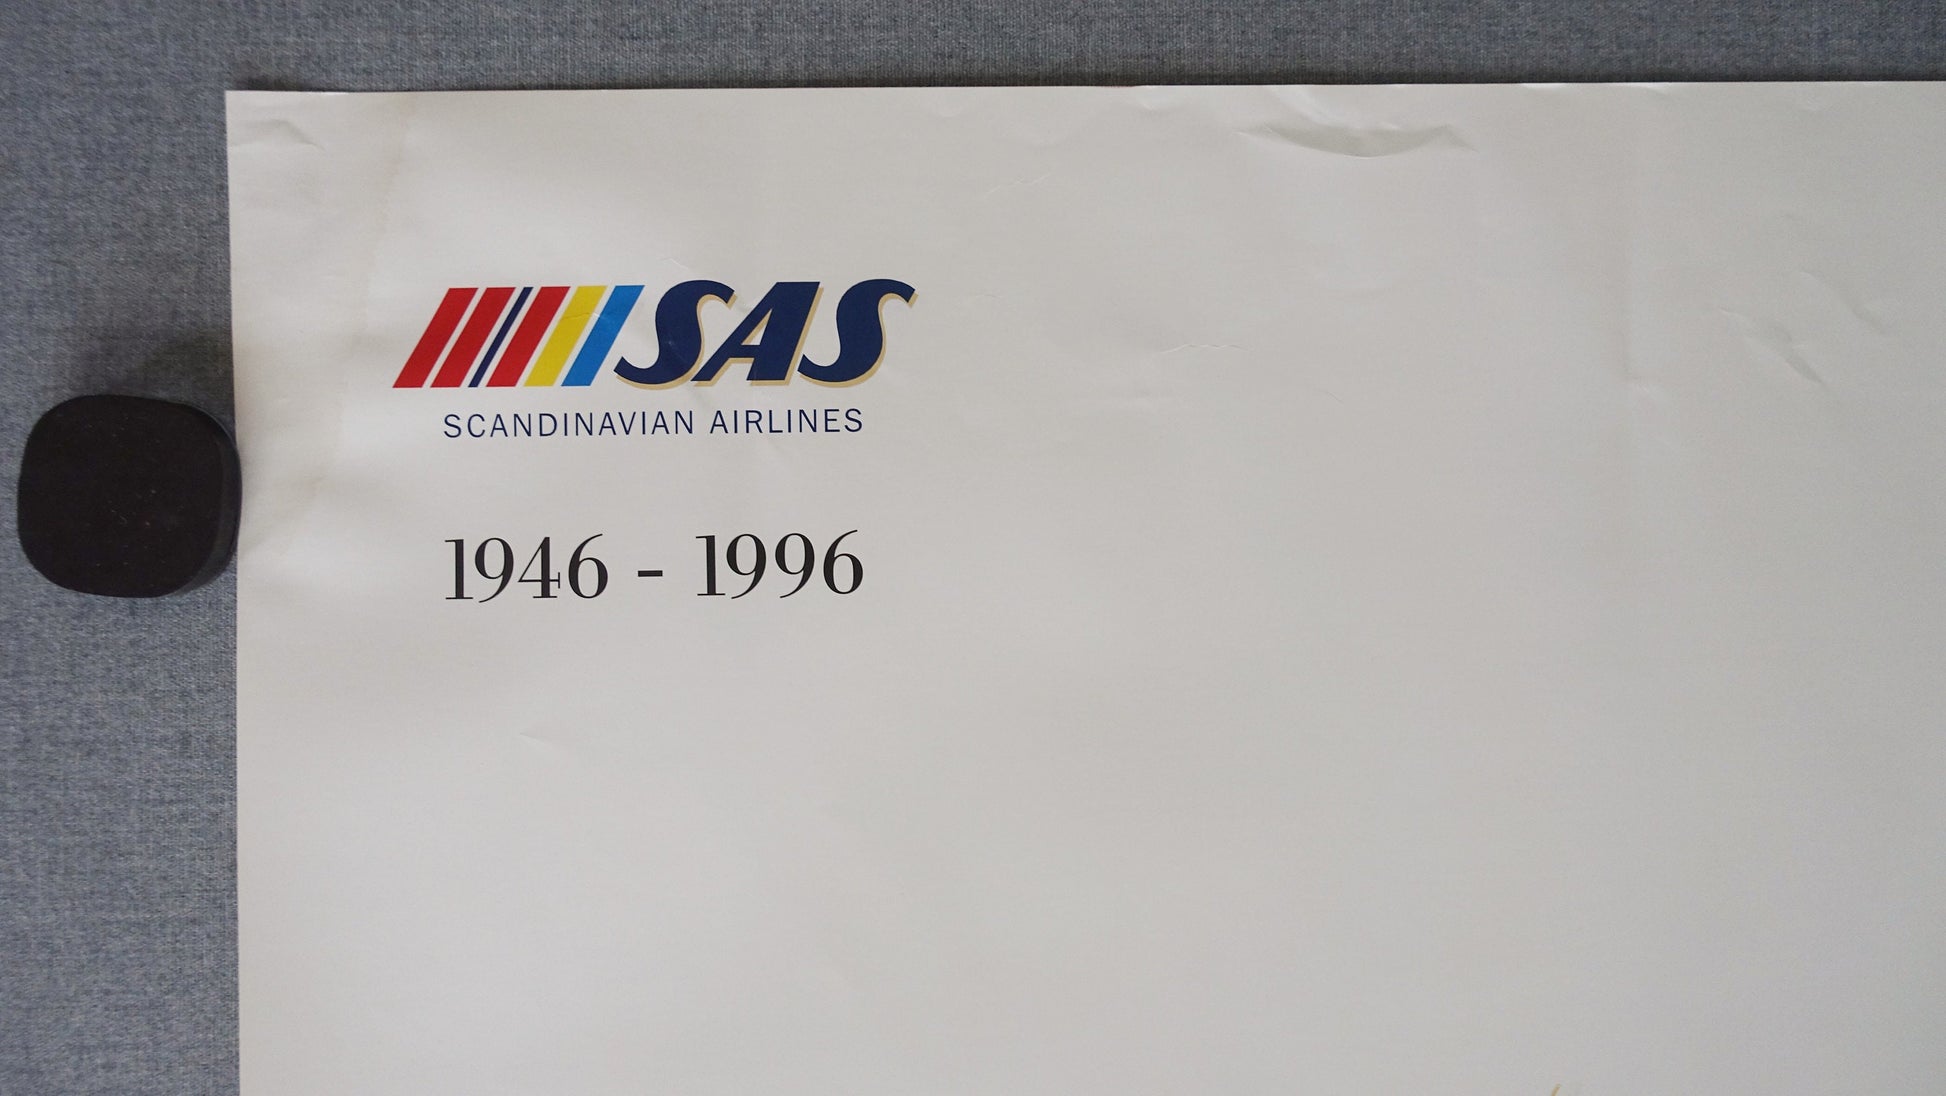 SAS
SCANDINAVIAN AIRLINES
1946 - 1996